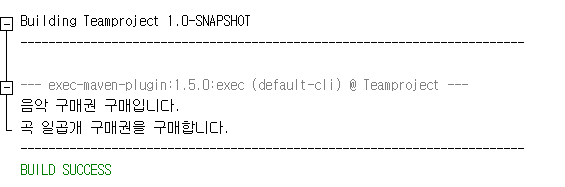 Building Teamproject 1.0-SNAPSHOT
------------------------------------------------------------------------
--- exec-maven-plugin:1.5.0:exec (default-cli) @ Teamproject ---
음악 구매권 구매입니다.
곡 일곱개 구매권을 구매합니다.
------------------------------------------------------------------------
BUILD SUCCESS